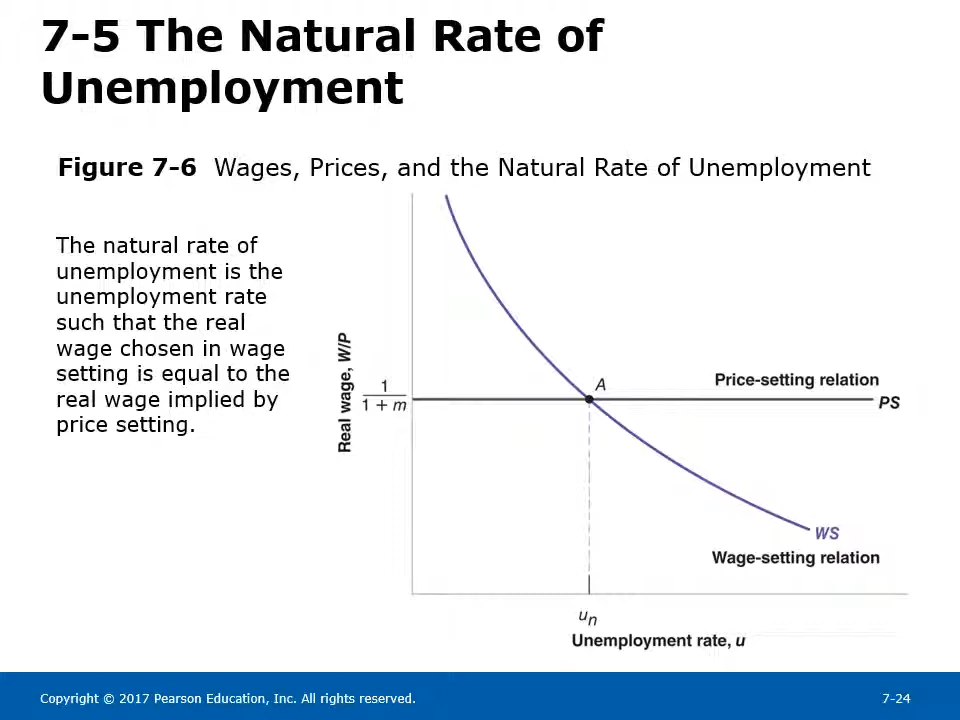 7-5 The Natural Rate of
Unemployment
Figure 7-6 Wages, Prices, and the Natural Rate of Unemployment
The natural rate of
unemployment is the
unemployment rate
such that the real
wage chosen in wage
setting is equal to the
real wage implied by
price setting.
Real wage, W/P
1
1 + m
A
Price-setting relation
PS
WS
Wage-setting relation
un
Unemployment rate, u
Copyright © 2017 Pearson Education, Inc. All rights reserved.
7-24